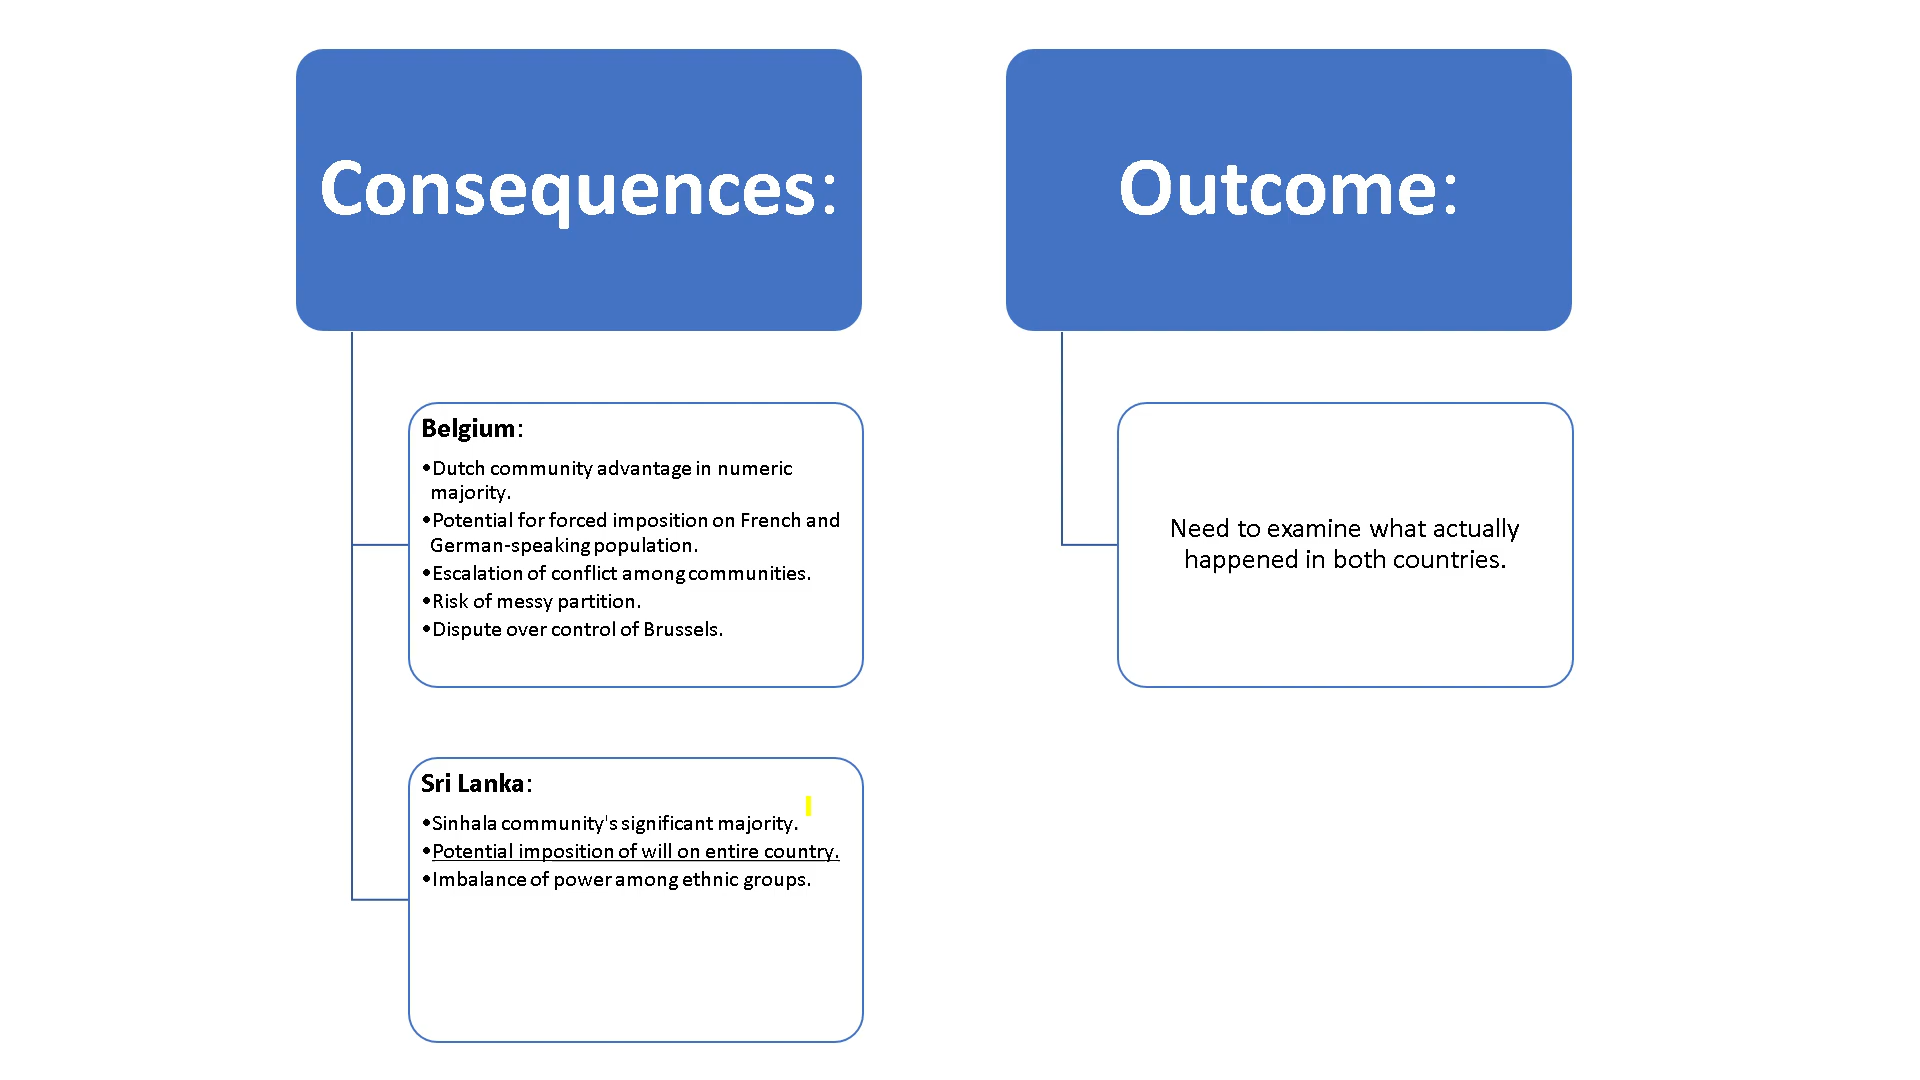 Consequences:
Belgium:
•Dutch community advantage in numeric
majority.
•Potential for forced imposition on French and
German-speaking population.
•Escalation of conflict among communities.
•Risk of messy partition.
•Dispute over control of Brussels.
Sri Lanka:
•Sinhala community's significant majority.
•Potential imposition of will on entire country.
•Imbalance of power among ethnic groups.
Outcome:
Need to examine what actually
happened in both countries.